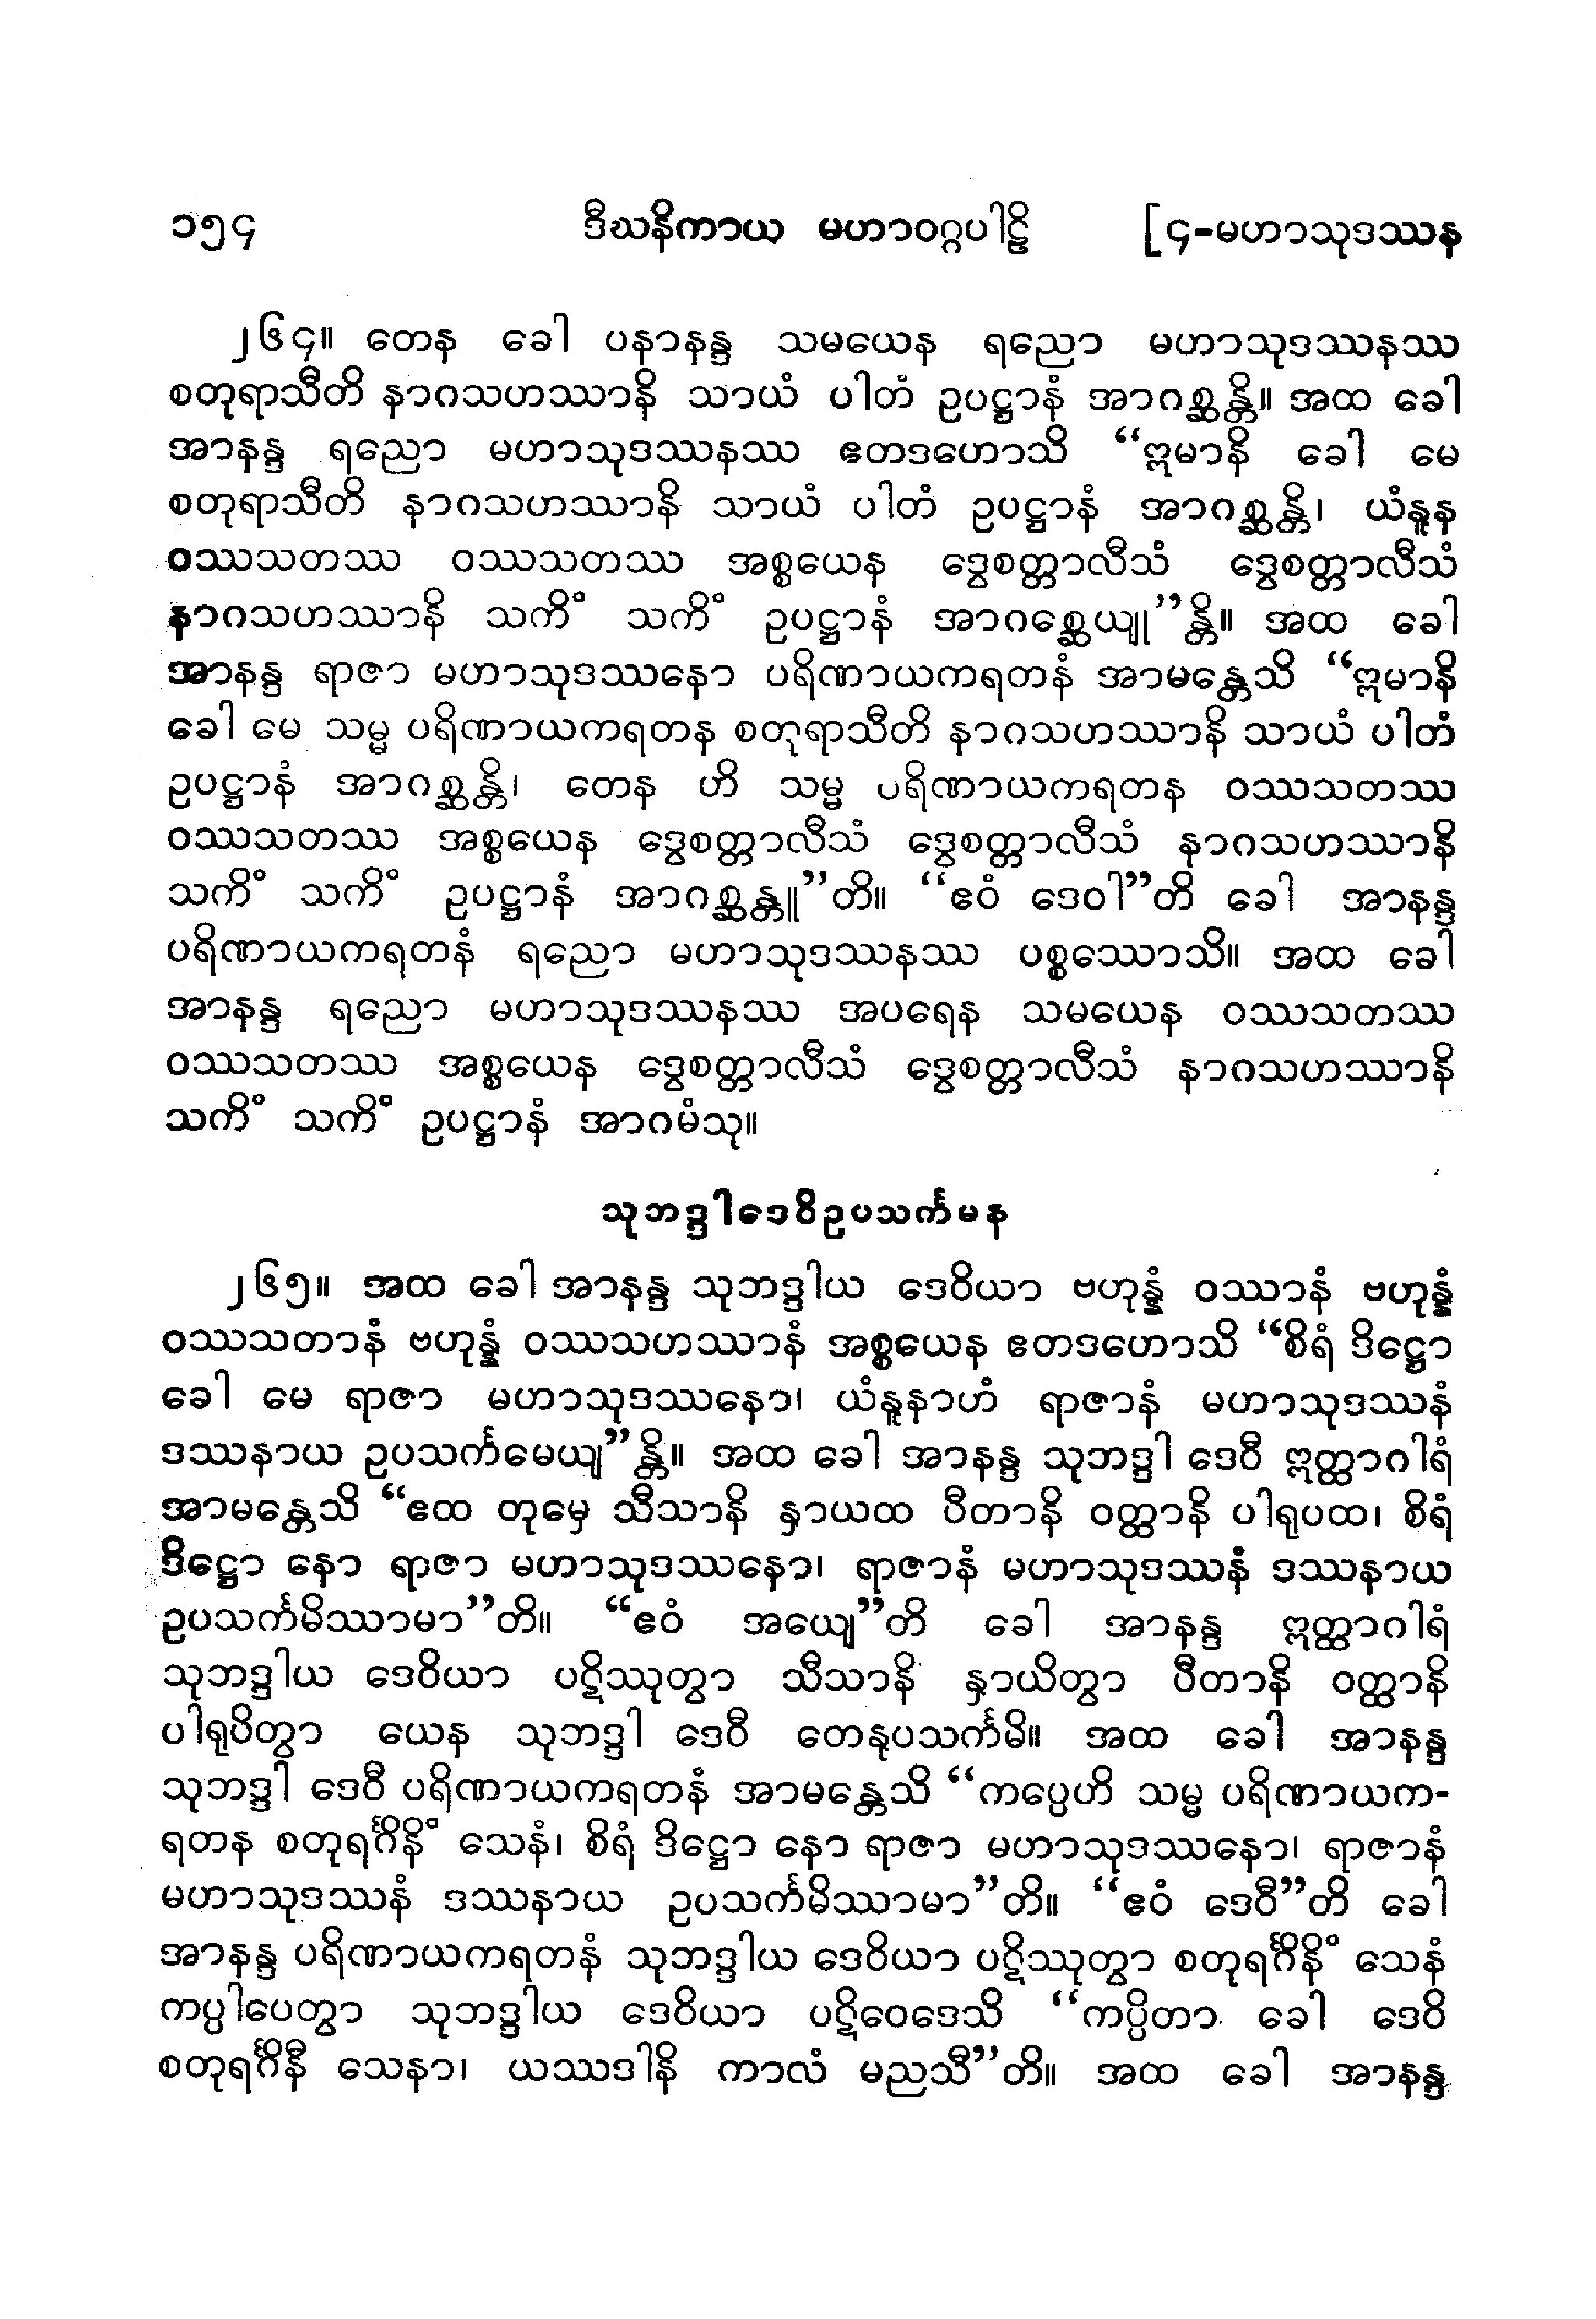 ၁၅၄ ဒီဃနိကာယ မဟာဝဂ္ဂပါဠိ [၄-မဟာသုဒဿန
၂၆၄။ တေန ခေါ ပနာနန္ဒ သမယေန ရညော မဟာသုဒဿနဿ
စတုရာသီတိ နာဂသဟဿာနိ သာယံ ပါတံ ဥပဋ္ဌာနံ အာဂစ္ဆန္တိ။ အထ ခေါ
အာနန္ဒ ရညော မဟာသုဒဿနဿ ဧတဒဟောသိ “ဣမာနိ ခေါ မေ
စတုရာသီတိ နာဂသဟဿာနိ သာယံ ပါတံ ဥပဋ္ဌာနံ အာဂစ္ဆန္တိ၊ ယံနူန
ဝဿသတဿ ဝဿသတဿ အစ္စယေန ဒွေစတ္တာလီသံ ဒွေစတ္တာလီသံ
နာဂသဟဿာနိ သကိံ သကိံ ဥပဋ္ဌာနံ အာဂစ္ဆေယျု”န္တိ။ အထ ခေါ
အာနန္ဒ ရာဇာ မဟာသုဒဿနော ပရိဏာယကရတနံ အာမန္တေသိ “ဣမာနိ
ခေါ မေ သမ္မ ပရိဏာယကရတန စတုရာသီတိ နာဂသဟဿာနိ သာယံ ပါတံ
ဥပဋ္ဌာနံ အာဂစ္ဆန္တိ၊ တေန ဟိ သမ္မ ပရိဏာယကရတန ဝဿသတဿ
ဝဿသတဿ အစ္စယေန ဒွေစတ္တာလီသံ ဒွေစတ္တာလီသံ နာဂသဟဿာနိ
သကိံ သကိံ ဥပဋ္ဌာနံ အာဂစ္ဆန္တူ”တိ။ “ဧဝံ ဒေဝါ”တိ ခေါ အာနန္ဒ
ပရိဏာယကရတနံ ရညော မဟာသုဒဿနဿ ပစ္စဿောသိ။ အထ ခေါ
အာနန္ဒ ရညော မဟာသုဒဿနဿ အပရေန သမယေန ဝဿသတဿ
ဝဿသတဿ အစ္စယေန ဒွေစတ္တာလီသံ ဒွေစတ္တာလီသံ နာဂသဟဿာနိ
သကိံ သကိံ ဥပဋ္ဌာနံ အာဂမံသု။
သုဘဒ္ဒါဒေဝိဥပသင်္ကမန
၂၆၅။ အထ ခေါ အာနန္ဒ သုဘဒ္ဒါယ ဒေဝိယာ ဗဟုန္နံ ဝဿာနံ ဗဟုန္နံ
ဝဿသတာနံ ဗဟုန္နံ ဝဿသဟဿာနံ အစ္စယေန ဧတဒဟောသိ “စိရံ ဒိဋ္ဌော
ခေါ မေ ရာဇာ မဟာသုဒဿနော၊ ယံနူနာဟံ ရာဇာနံ မဟာသုဒဿနံ
ဒဿနာယ ဥပသင်္ကမေယျ”န္တိ။ အထ ခေါ အာနန္ဒ သုဘဒ္ဒါ ဒေဝီ ဣတ္ထာဂါရံ
အာမန္တေသိ “ဧထ တုမှေ သီသာနိ နှာယထ ပီတာနိ ဝတ္ထာနိ ပါရုပထ၊ စိရံ
ဒိဋ္ဌော နော ရာဇာ မဟာသုဒဿနော၊ ရာဇာနံ မဟာသုဒဿနံ ဒဿနာယ
ဥပသင်္ကမိဿာမာ”တိ။ “ဧဝံ အယျေ”တိ ခေါ အာနန္ဒ ဣတ္ထာဂါရံ
သုဘဒ္ဒါယ ဒေဝိယာ ပဋိဿုတွာ သီသာနိ နှာယိတွာ ပီတာနိ ဝတ္ထာနိ
ပါရုပိတွာ ယေန သုဘဒ္ဒါ ဒေဝီ တေနုပသင်္ကမိ။ အထ ခေါ အာနန္ဒ
သုဘဒ္ဒါ ဒေဝီ ပရိဏာယကရတနံ အာမန္တေသိ “ကပ္ပေဟိ သမ္မ ပရိဏာယက-
ရတန စတုရင်္ဂိနိံ သေနံ၊ စိရံ ဒိဋ္ဌော နော ရာဇာ မဟာသုဒဿနော၊ ရာဇာနံ
မဟာသုဒဿနံ ဒဿနာယ ဥပသင်္ကမိဿာမာ”တိ။ “ဧဝံ ဒေဝီ”တိ ခေါ
အာနန္ဒ ပရိဏာယကရတနံ သုဘဒ္ဒါယ ဒေဝိယာ ပဋိဿုတွာ စတုရင်္ဂိနိံ သေနံ
ကပ္ပါပေတွာ သုဘဒ္ဒါယ ဒေဝိယာ ပဋိဝေဒေသိ “ကပ္ပိတာ ခေါ ဒေဝိ
စတုရင်္ဂိနီ သေနာ၊ ယဿဒါနိ ကာလံ မညသီ”တိ။ အထ ခေါ အာနန္ဒ